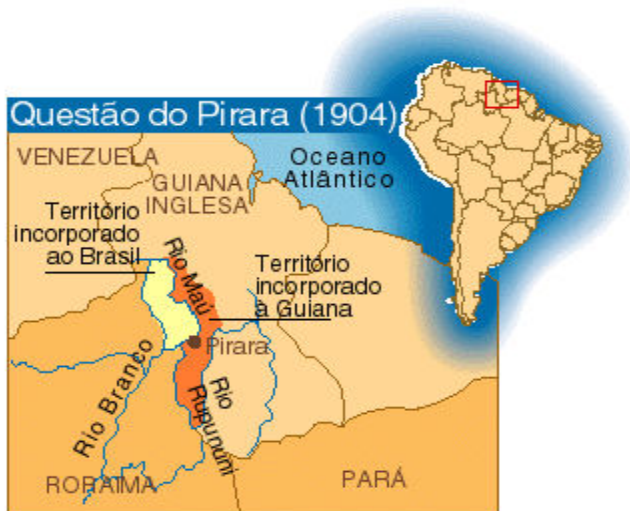 Questão do Pirara (1904)
VENEZUELA
GUIANA
INGLESA
Oceano
Atlântico
Território
incorporado
ao Brasil
Rio Maú
Território
incorporado
à Guiana
Pirara
Rio Branco
Rio
Rupununi
RORAIMA
PARÁ